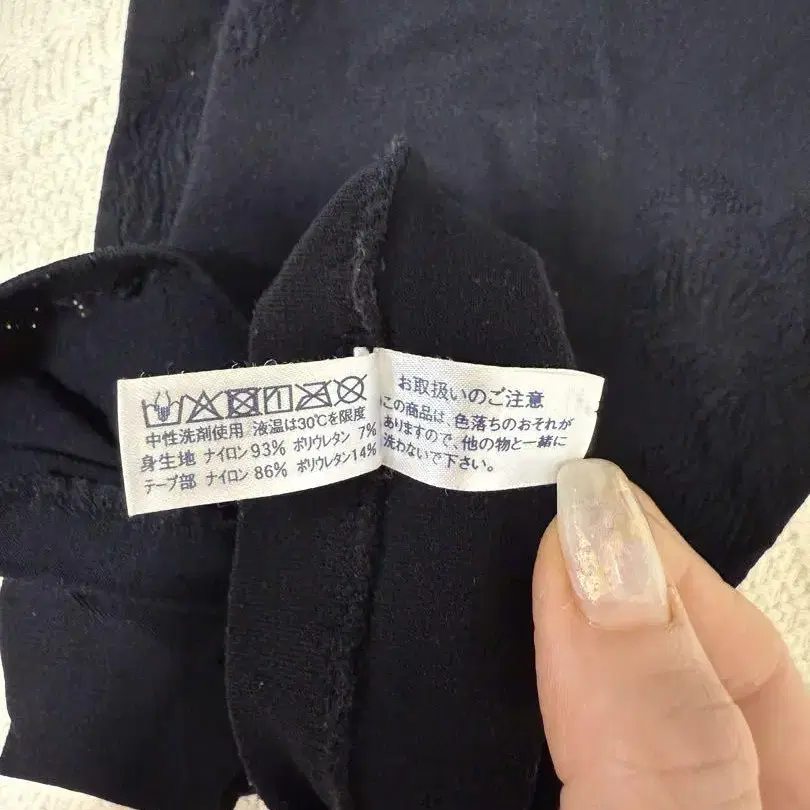 中性洗剤使用 液温は30℃を限度
身生地 ナイロン93% ポリウレタン 7%
テープ部 ナイロン 86% ポリウレタン14%
お取扱いのご注意
この商品は、色落ちのおそれが
ありますので、他の物と一緒に
洗わないで下さい。